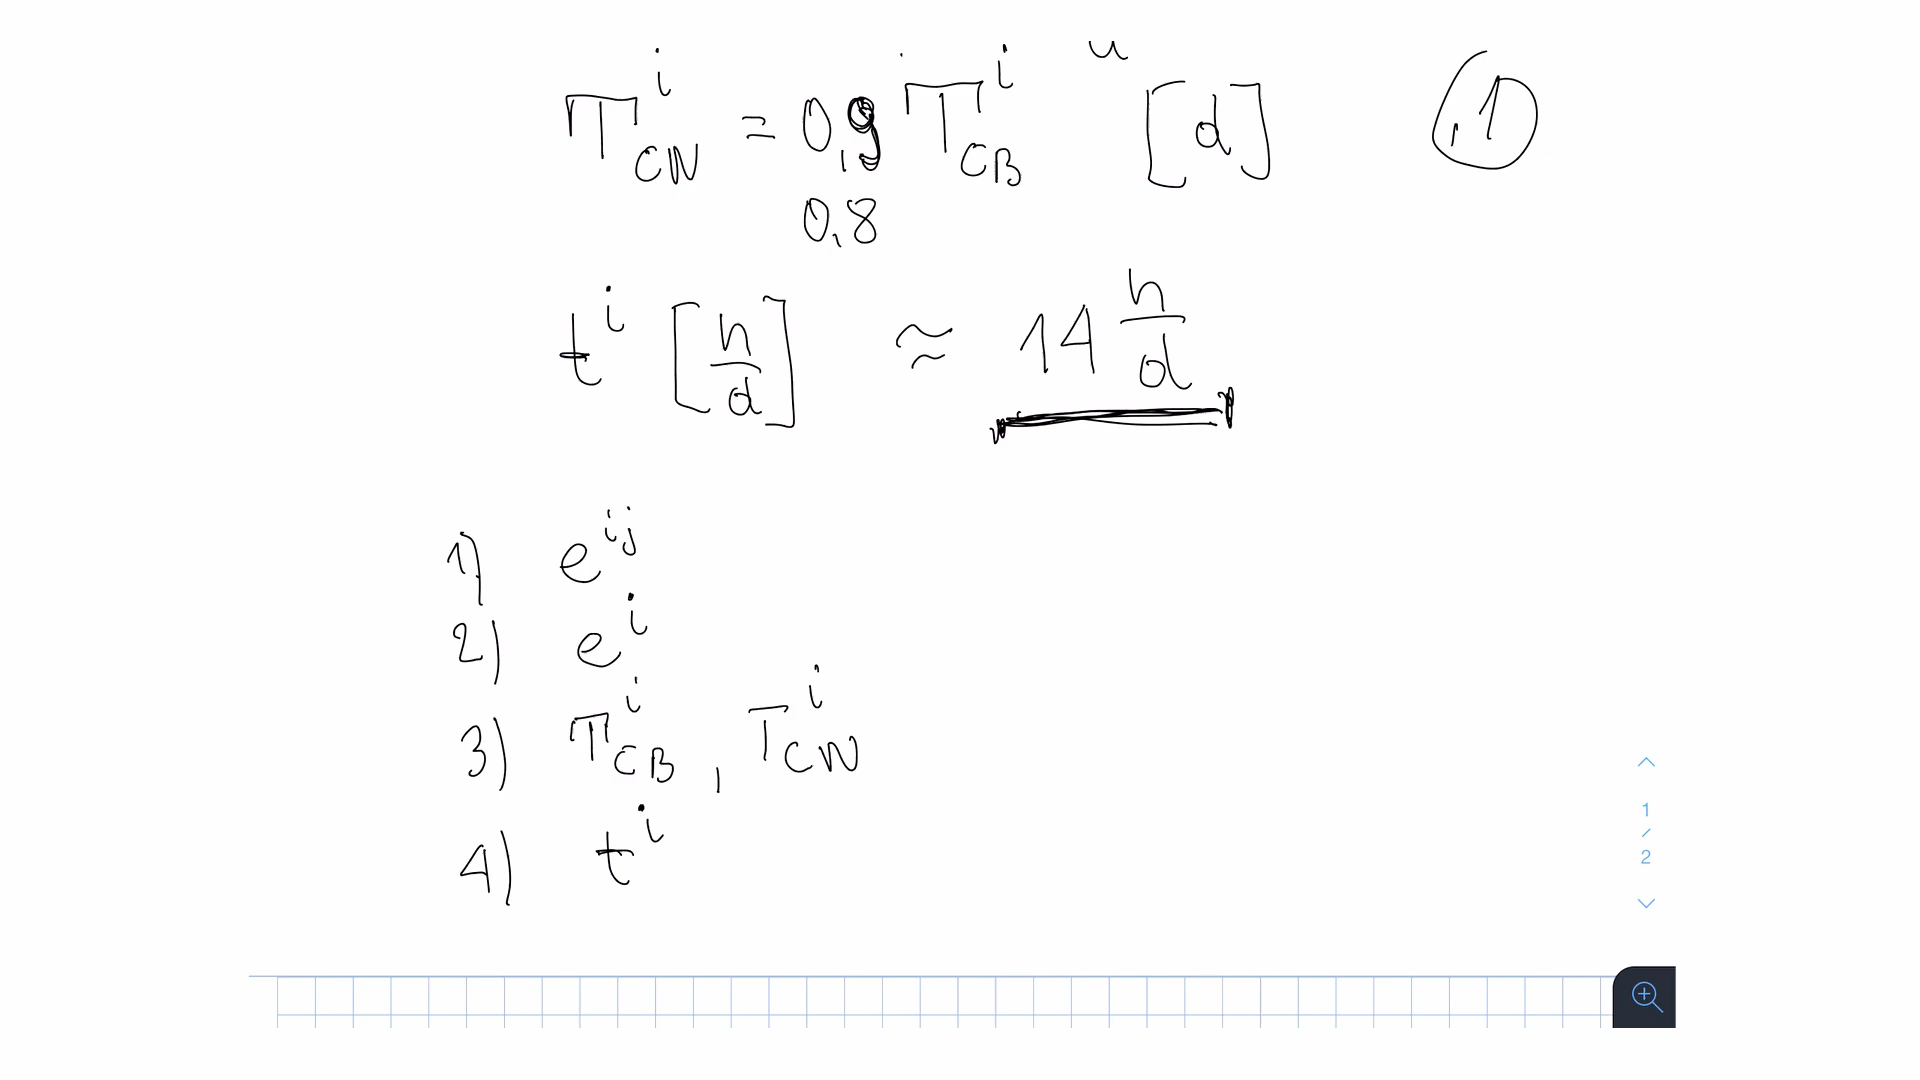 T^i_CN = 0,9 T^i_CB [d] ,1
0,8
t^i [h/d] ≈ 14 h/d
1) e^ij
2) e^i
3) T^i_CB , T^i_CN
4) t^i
1
/
2